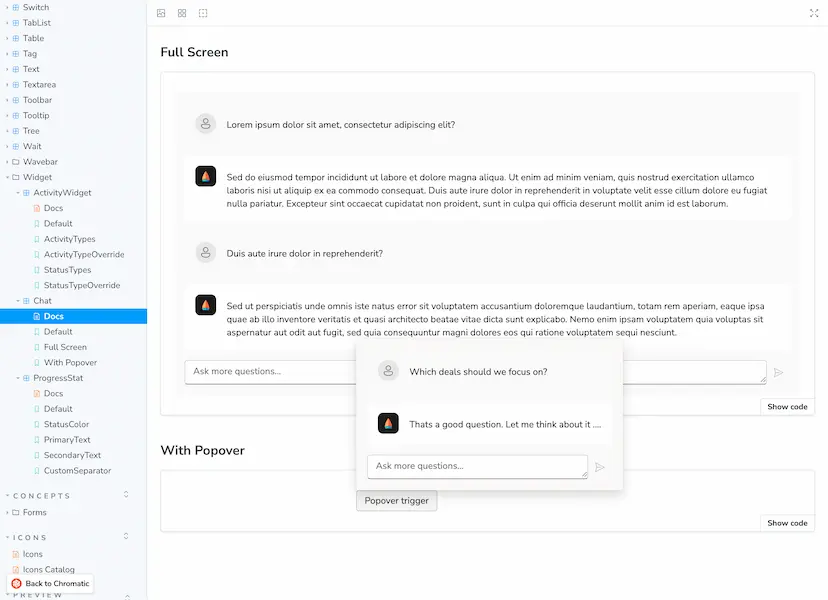 Switch
TabList
Table
Tag
Text
Textarea
Toolbar
Tooltip
Tree
Wait
Wavebar
Widget
ActivityWidget
Docs
Default
ActivityTypes
ActivityTypeOverride
StatusTypes
StatusTypeOverride
Chat
Docs
Default
Full Screen
With Popover
ProgressStat
Docs
Default
StatusColor
PrimaryText
SecondaryText
CustomSeparator
CONCEPTS
Forms
ICONS
Icons
Icons Catalog
Back to Chromatic
PREVIEW
Full Screen
Lorem ipsum dolor sit amet, consectetur adipiscing elit?
Sed do eiusmod tempor incididunt ut labore et dolore magna aliqua. Ut enim ad minim veniam, quis nostrud exercitation ullamco
laboris nisi ut aliquip ex ea commodo consequat. Duis aute irure dolor in reprehenderit in voluptate velit esse cillum dolore eu fugiat
nulla pariatur. Excepteur sint occaecat cupidatat non proident, sunt in culpa qui officia deserunt mollit anim id est laborum.
Duis aute irure dolor in reprehenderit?
Sed ut perspiciatis unde omnis iste natus error sit voluptatem accusantium doloremque laudantium, totam rem aperiam, eaque ipsa
quae ab illo inventore veritatis et quasi architecto beatae vitae dicta sunt explicabo. Nemo enim ipsam voluptatem quia voluptas sit
aspernatur aut odit aut fugit, sed quia consequuntur magni dolores eos qui ratione voluptatem sequi nesciunt.
Ask more questions...
Show code
Which deals should we focus on?
Thats a good question. Let me think about it ....
Ask more questions...
With Popover
Popover trigger
Show code